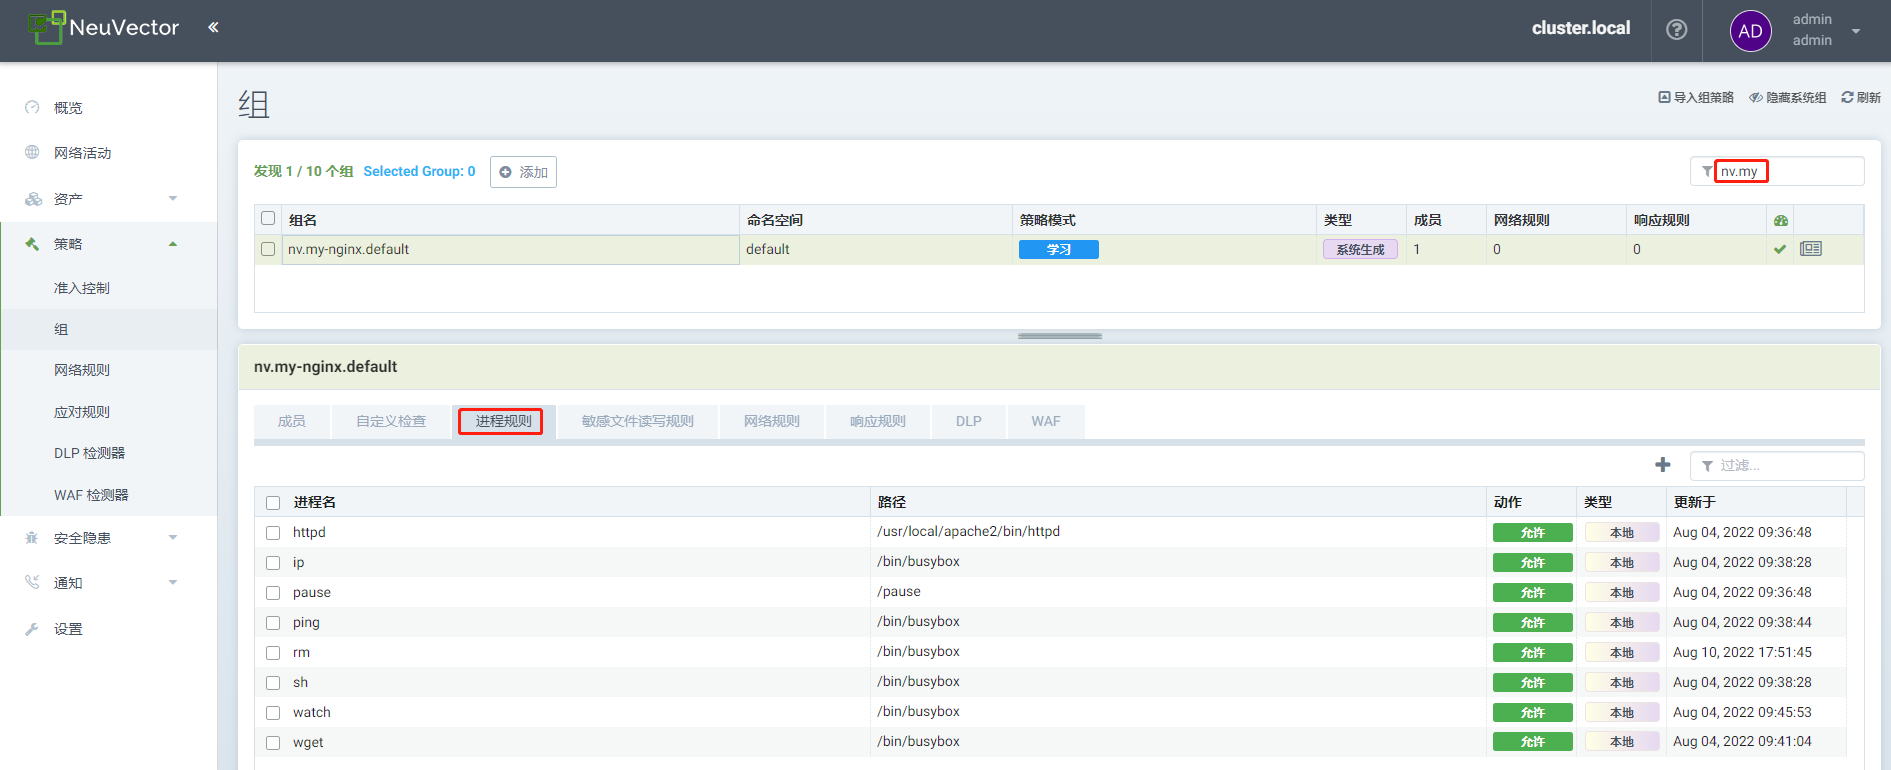 NeuVector «
cluster.local
AD
admin
admin
概览
网络活动
资产
策略
准入控制
组
网络规则
应对规则
DLP 检测器
WAF 检测器
安全隐患
通知
设置
组
导入组策略 隐藏系统组 刷新
发现 1 / 10 个组 Selected Group: 0 添加
nv.my
组名 命名空间 策略模式 类型 成员 网络规则 响应规则
nv.my-nginx.default default 学习 系统生成 1 0 0
nv.my-nginx.default
成员 自定义检查 进程规则 敏感文件读写规则 网络规则 响应规则 DLP WAF
过滤...
进程名 路径 动作 类型 更新于
httpd /usr/local/apache2/bin/httpd 允许 本地 Aug 04, 2022 09:36:48
ip /bin/busybox 允许 本地 Aug 04, 2022 09:38:28
pause /pause 允许 本地 Aug 04, 2022 09:36:48
ping /bin/busybox 允许 本地 Aug 04, 2022 09:38:44
rm /bin/busybox 允许 本地 Aug 10, 2022 17:51:45
sh /bin/busybox 允许 本地 Aug 04, 2022 09:38:28
watch /bin/busybox 允许 本地 Aug 04, 2022 09:45:53
wget /bin/busybox 允许 本地 Aug 04, 2022 09:41:04